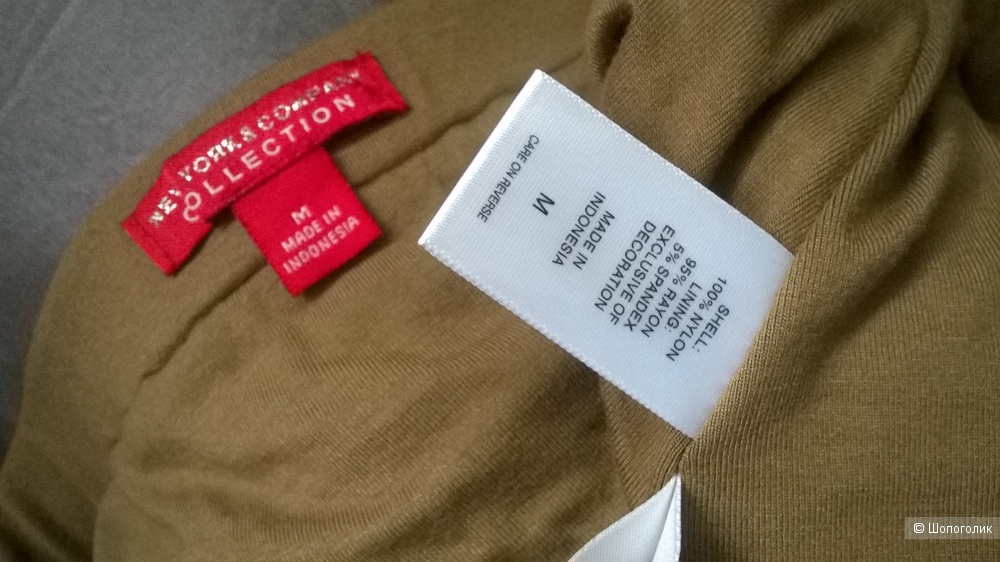 NEW YORK & COMPANY
COLLECTION
M
MADE IN
INDONESIA
SHELL:
100% NYLON
LINING:
95% RAYON
5% SPANDEX
EXCLUSIVE OF
DECORATION
MADE IN
INDONESIA
M
CARE ON REVERSE
© Шопоголик